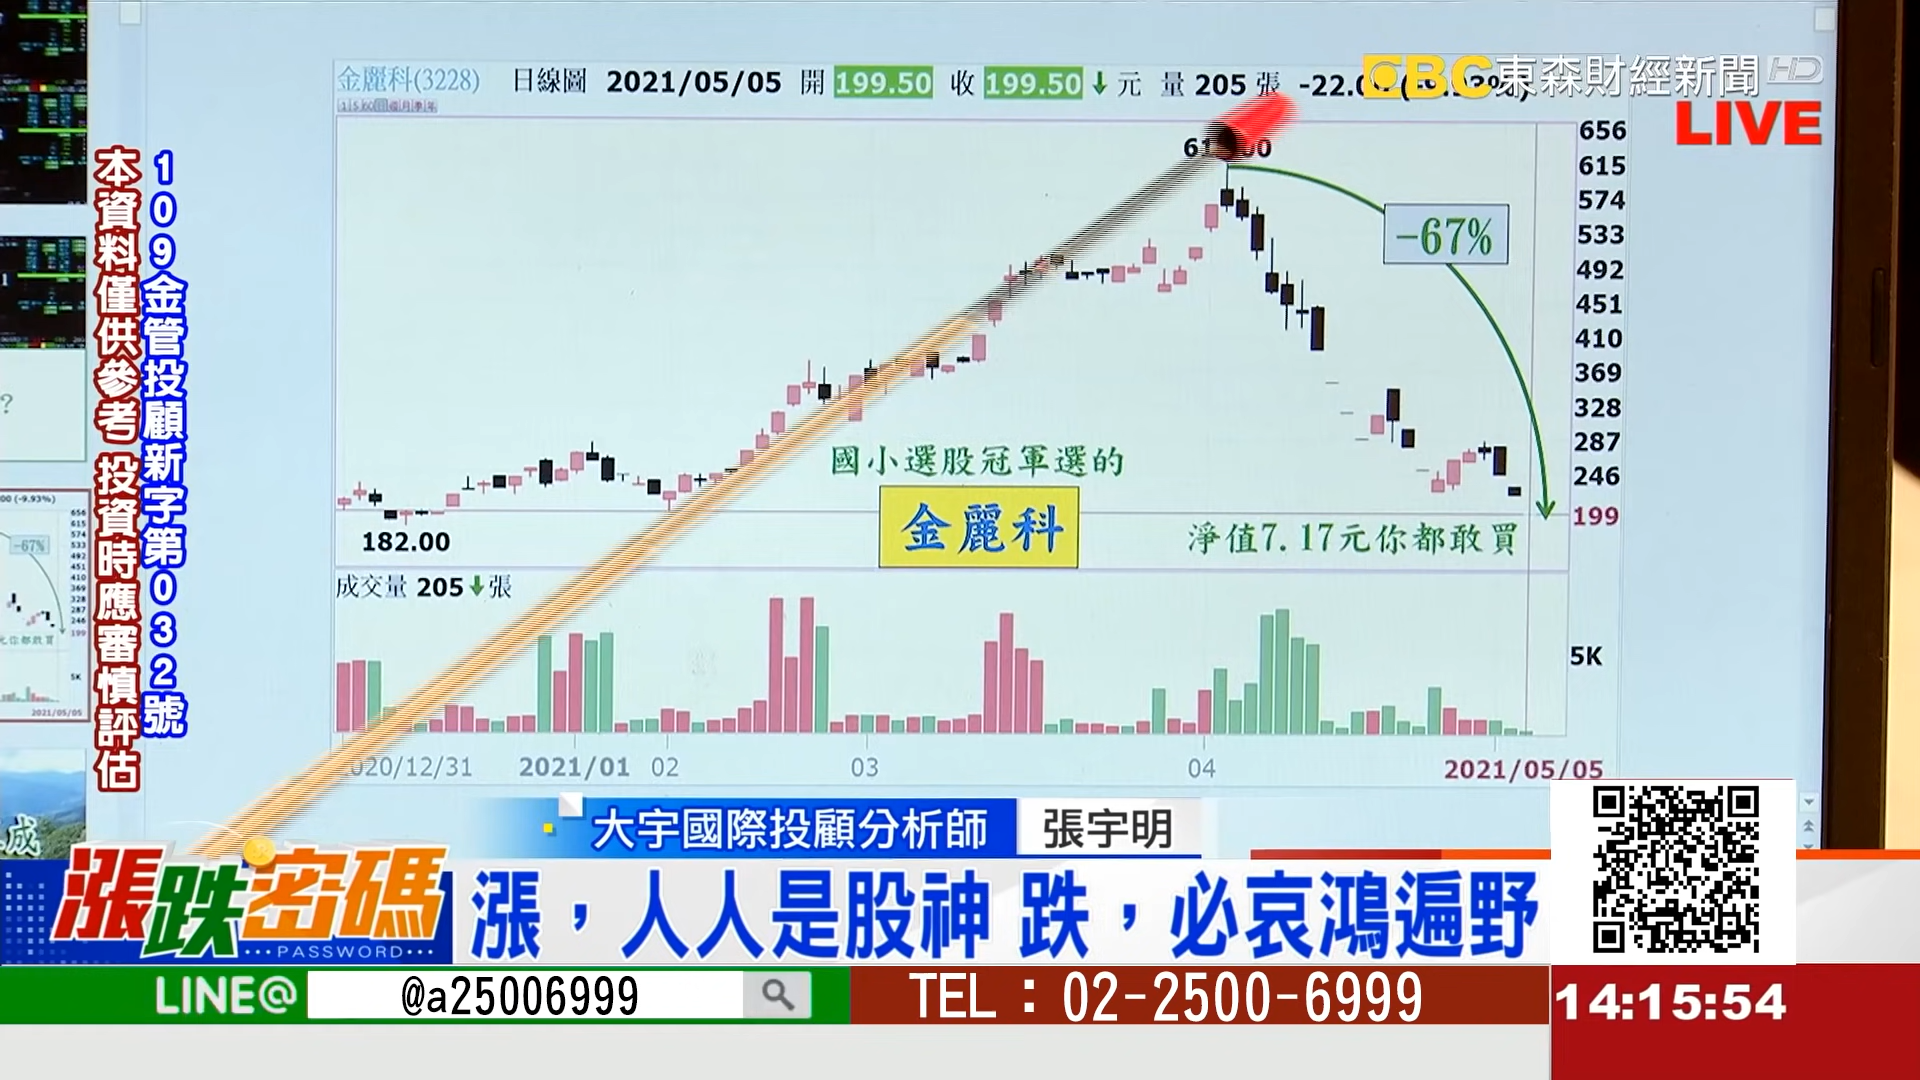 金麗科(3228) 日線圖 2021/05/05 開 199.50 收 199.50 元 量 205 張
EBC 東森財經新聞 HD
LIVE
656
615
574
533
492
451
410
369
328
287
246
199
-67%
國小選股冠軍選的
金麗科
淨值7.17元你都敢買
182.00
成交量 205 張
5K
2021/01 02 03 04 2021/05/05
109金管投顧新字第032號
本資料僅供參考 投資時應審慎評估
大宇國際投顧分析師 張宇明
漲跌密碼
PASSWORD
漲，人人是股神 跌，必哀鴻遍野
LINE@ @a25006999
TEL：02-2500-6999
14:15:54